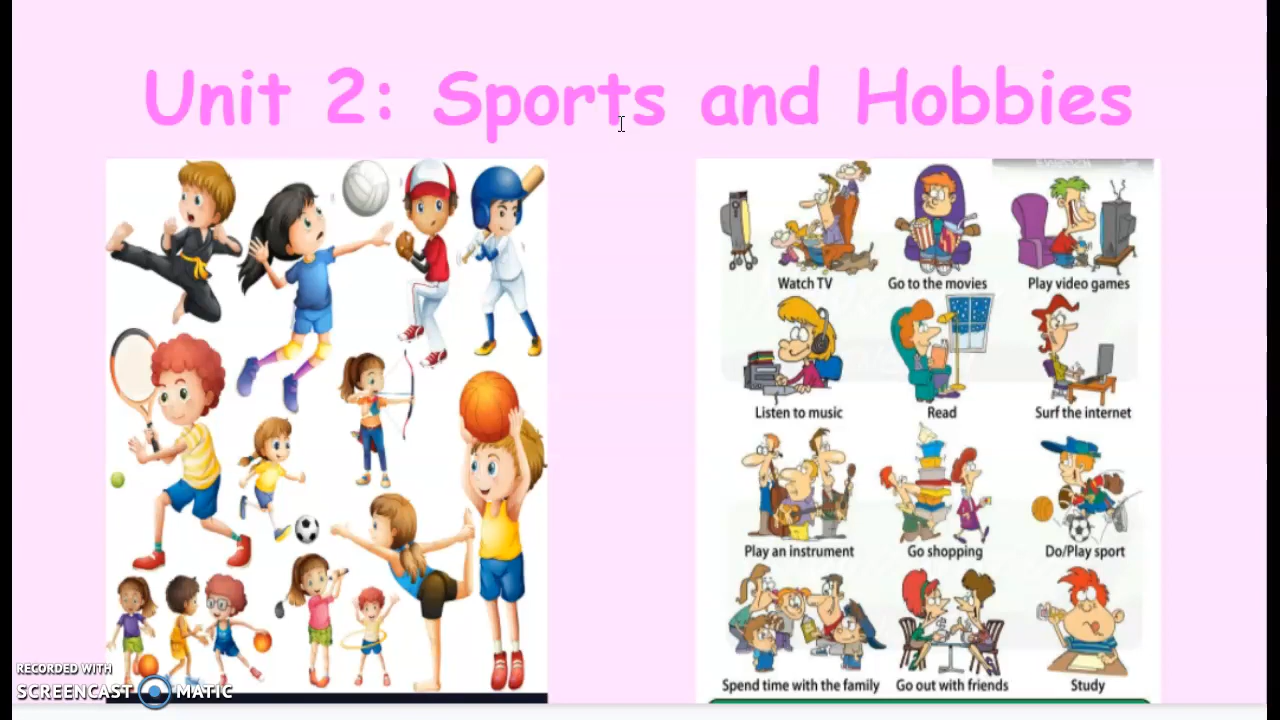 Unit 2: Sports and Hobbies
Watch TV
Go to the movies
Play video games
Listen to music
Read
Surf the internet
Play an instrument
Go shopping
Do/Play sport
Spend time with the family
Go out with friends
Study
RECORDED WITH
SCREENCAST MATIC